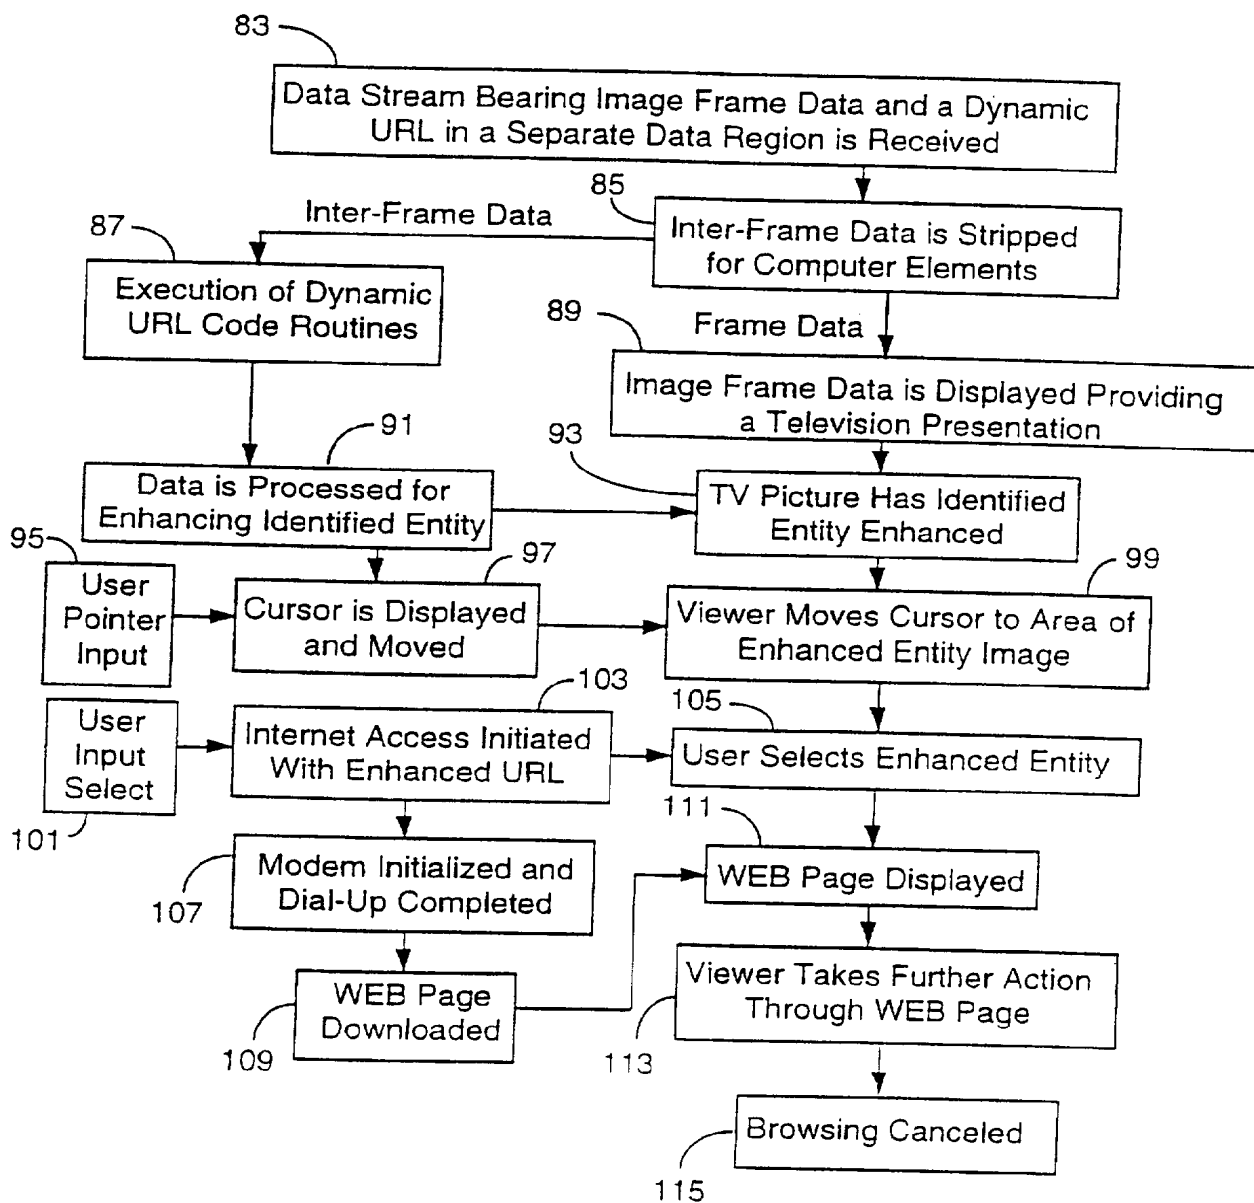 83
Data Stream Bearing Image Frame Data and a Dynamic
URL in a Separate Data Region is Received
85
Inter-Frame Data
87
Inter-Frame Data is Stripped
for Computer Elements
Execution of Dynamic
URL Code Routines
89
Frame Data
Image Frame Data is Displayed Providing
a Television Presentation
91
93
Data is Processed for
Enhancing Identified Entity
TV Picture Has Identified
Entity Enhanced
95
97
99
User
Pointer
Input
Cursor is Displayed
and Moved
Viewer Moves Cursor to Area of
Enhanced Entity Image
103
105
User
Input
Select
Internet Access Initiated
With Enhanced URL
User Selects Enhanced Entity
101
111
107
Modem Initialized and
Dial-Up Completed
WEB Page Displayed
109
WEB Page
Downloaded
Viewer Takes Further Action
Through WEB Page
113
Browsing Canceled
115